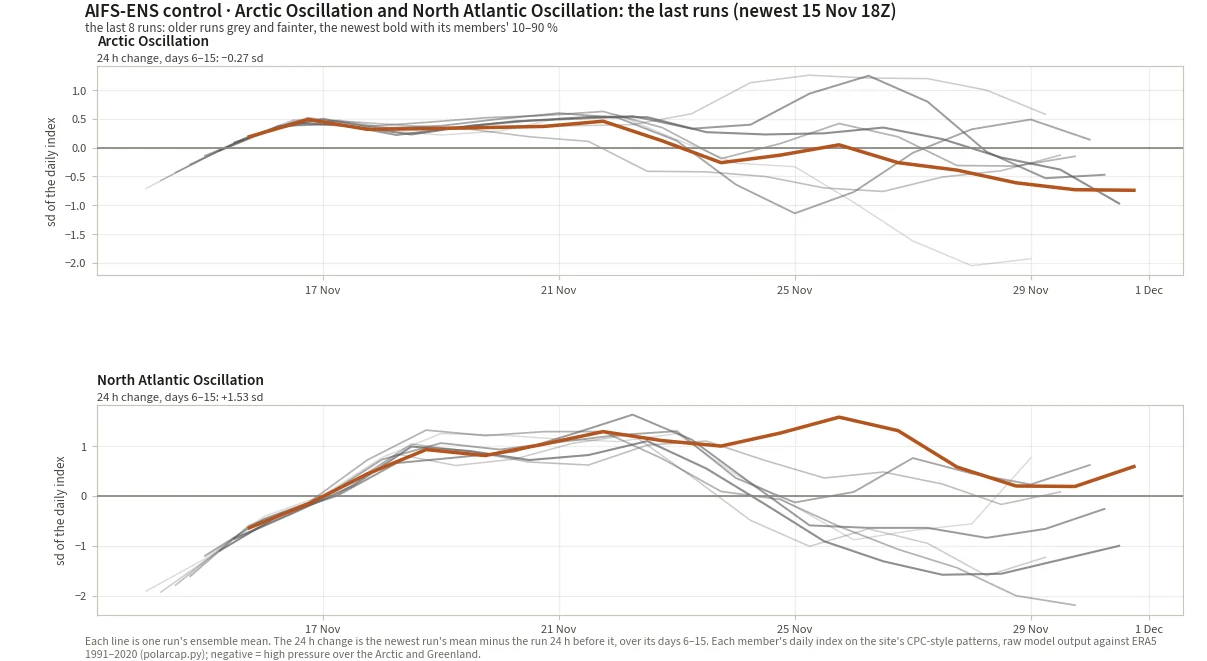 AIFS-ENS control · Arctic Oscillation and North Atlantic Oscillation: the last runs (newest 15 Nov 18Z)
the last 8 runs: older runs grey and fainter, the newest bold with its members' 10–90 %
Arctic Oscillation
24 h change, days 6–15: −0.27 sd
sd of the daily index
1.0
0.5
0.0
−0.5
−1.0
−1.5
−2.0
17 Nov
21 Nov
25 Nov
29 Nov
1 Dec
North Atlantic Oscillation
24 h change, days 6–15: +1.53 sd
sd of the daily index
1
0
−1
−2
17 Nov
21 Nov
25 Nov
29 Nov
1 Dec
Each line is one run's ensemble mean. The 24 h change is the newest run's mean minus the run 24 h before it, over its days 6–15. Each member's daily index on the site's CPC-style patterns, raw model output against ERA5
1991–2020 (polarcap.py); negative = high pressure over the Arctic and Greenland.